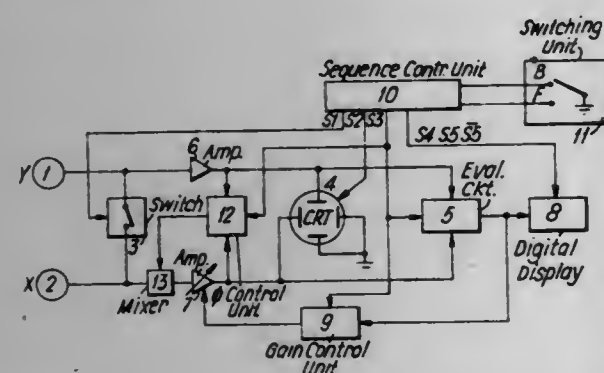 Switching
Unit
B
F
11
Sequence Contr. Unit
10
S1 S2 S3
S4 S5 S̅5̅
6 Amp.
Y 1
4
CRT
Eval.
Ckt.
Switch
3
12
5
8
Digital
Display
X 2
13
Mixer
Amp.
7
φ Control
Unit
9
Gain Control
Unit